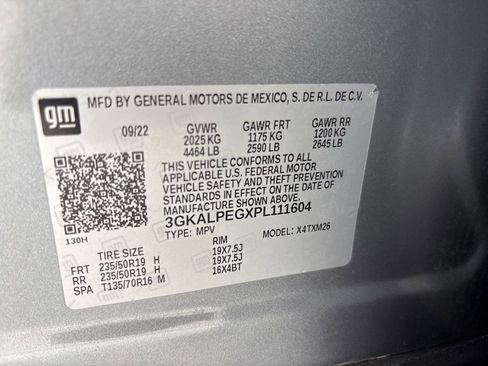 gm
MFD BY GENERAL MOTORS DE MEXICO, S. DE R.L. DE C.V.
09/22 GVWR GAWR FRT GAWR RR
2025 KG 1175 KG 1200 KG
4464 LB 2590 LB 2645 LB
THIS VEHICLE CONFORMS TO ALL
APPLICABLE U.S. FEDERAL MOTOR
VEHICLE SAFETY AND THEFT PREVENTION
STANDARDS IN EFFECT ON THE DATE OF
MANUFACTURE SHOWN ABOVE.
3GKALPEGXPL111604
130H TYPE: MPV MODEL: X4TXM26
TIRE SIZE RIM
FRT 235/50R19 H 19X7.5J
RR 235/50R19 H 19X7.5J
SPA T135/70R16 M 16X4BT